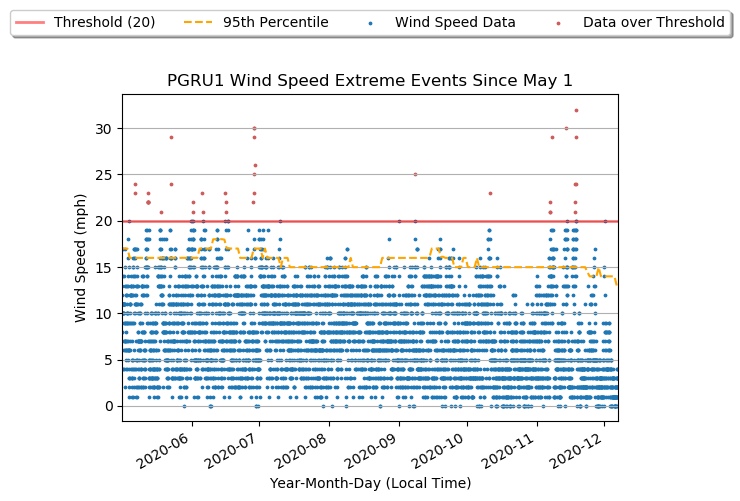 Threshold (20) 95th Percentile Wind Speed Data Data over Threshold
PGRU1 Wind Speed Extreme Events Since May 1
Wind Speed (mph)
30
25
20
15
10
5
0
2020-06 2020-07 2020-08 2020-09 2020-10 2020-11 2020-12
Year-Month-Day (Local Time)